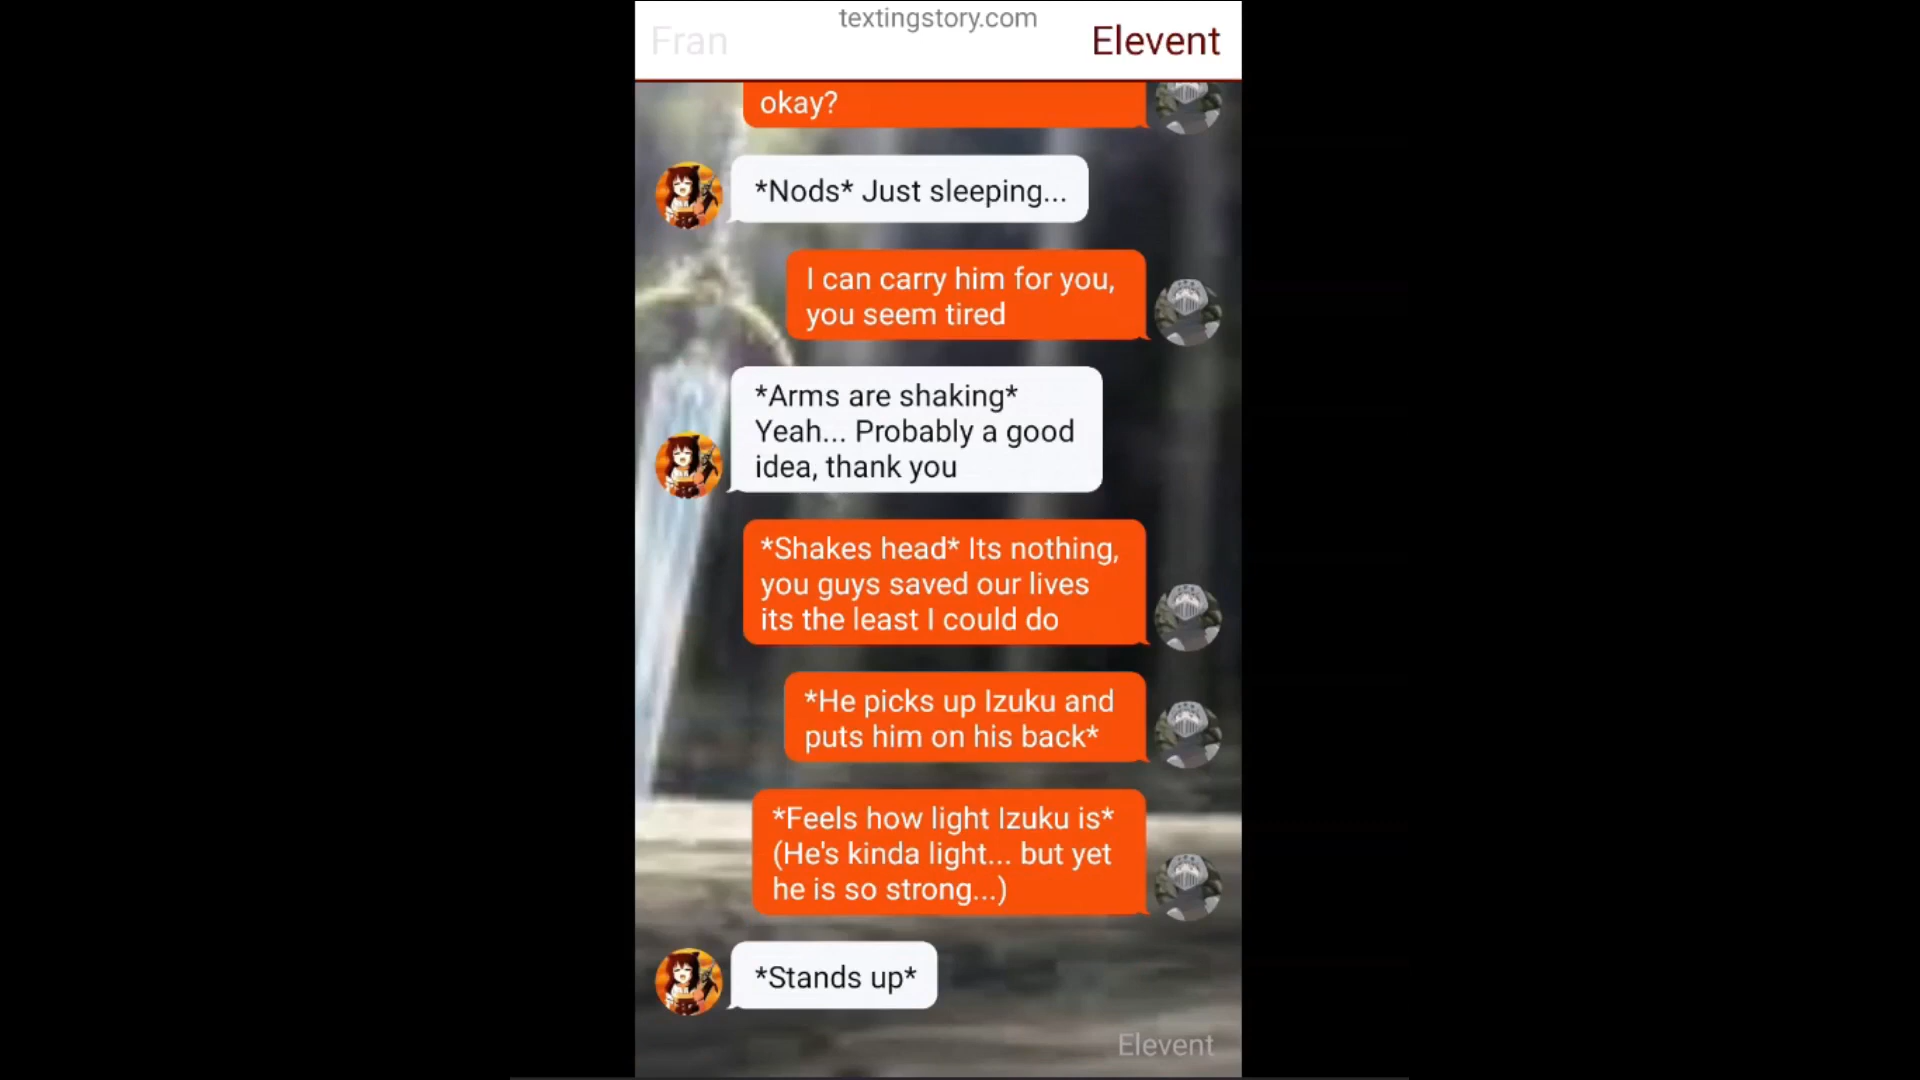 textingstory.com
Fran
Elevent
okay?
*Nods* Just sleeping...
I can carry him for you,
you seem tired
*Arms are shaking*
Yeah... Probably a good
idea, thank you
*Shakes head* Its nothing,
you guys saved our lives
its the least I could do
*He picks up Izuku and
puts him on his back*
*Feels how light Izuku is*
(He's kinda light... but yet
he is so strong...)
*Stands up*
Elevent